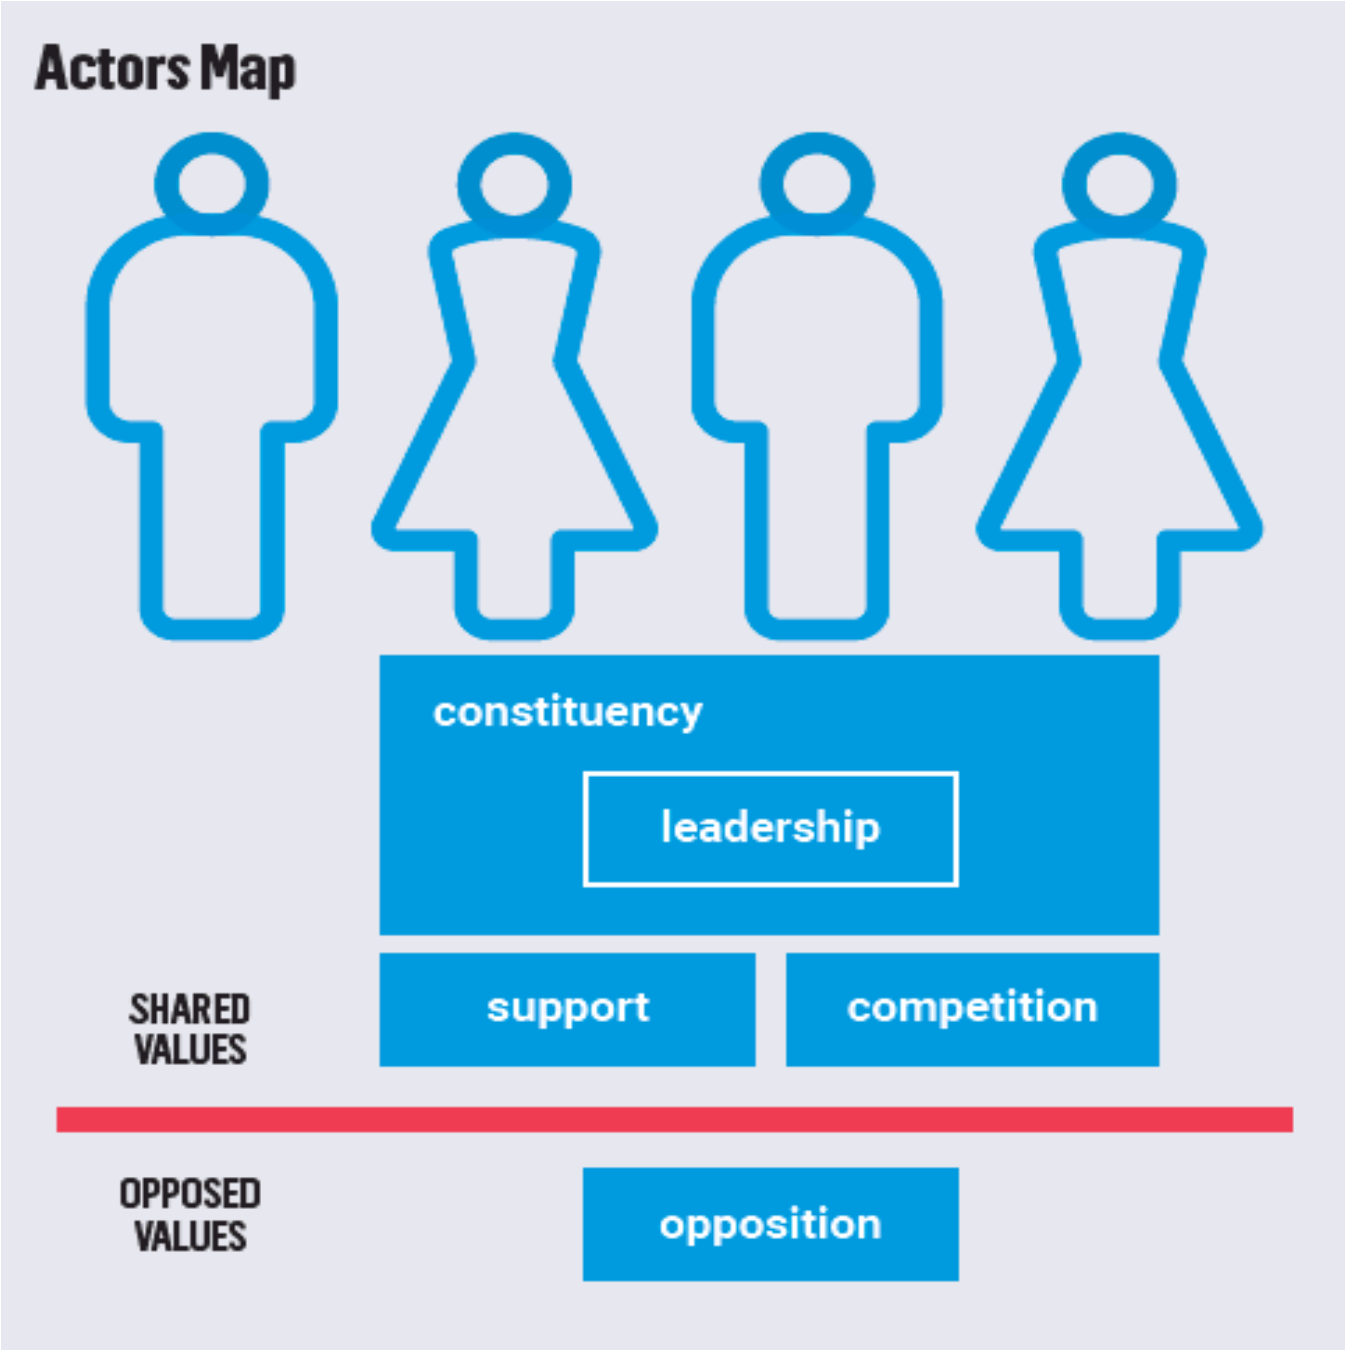 Actors Map
constituency
leadership
support
competition
SHARED
VALUES
OPPOSED
VALUES
opposition